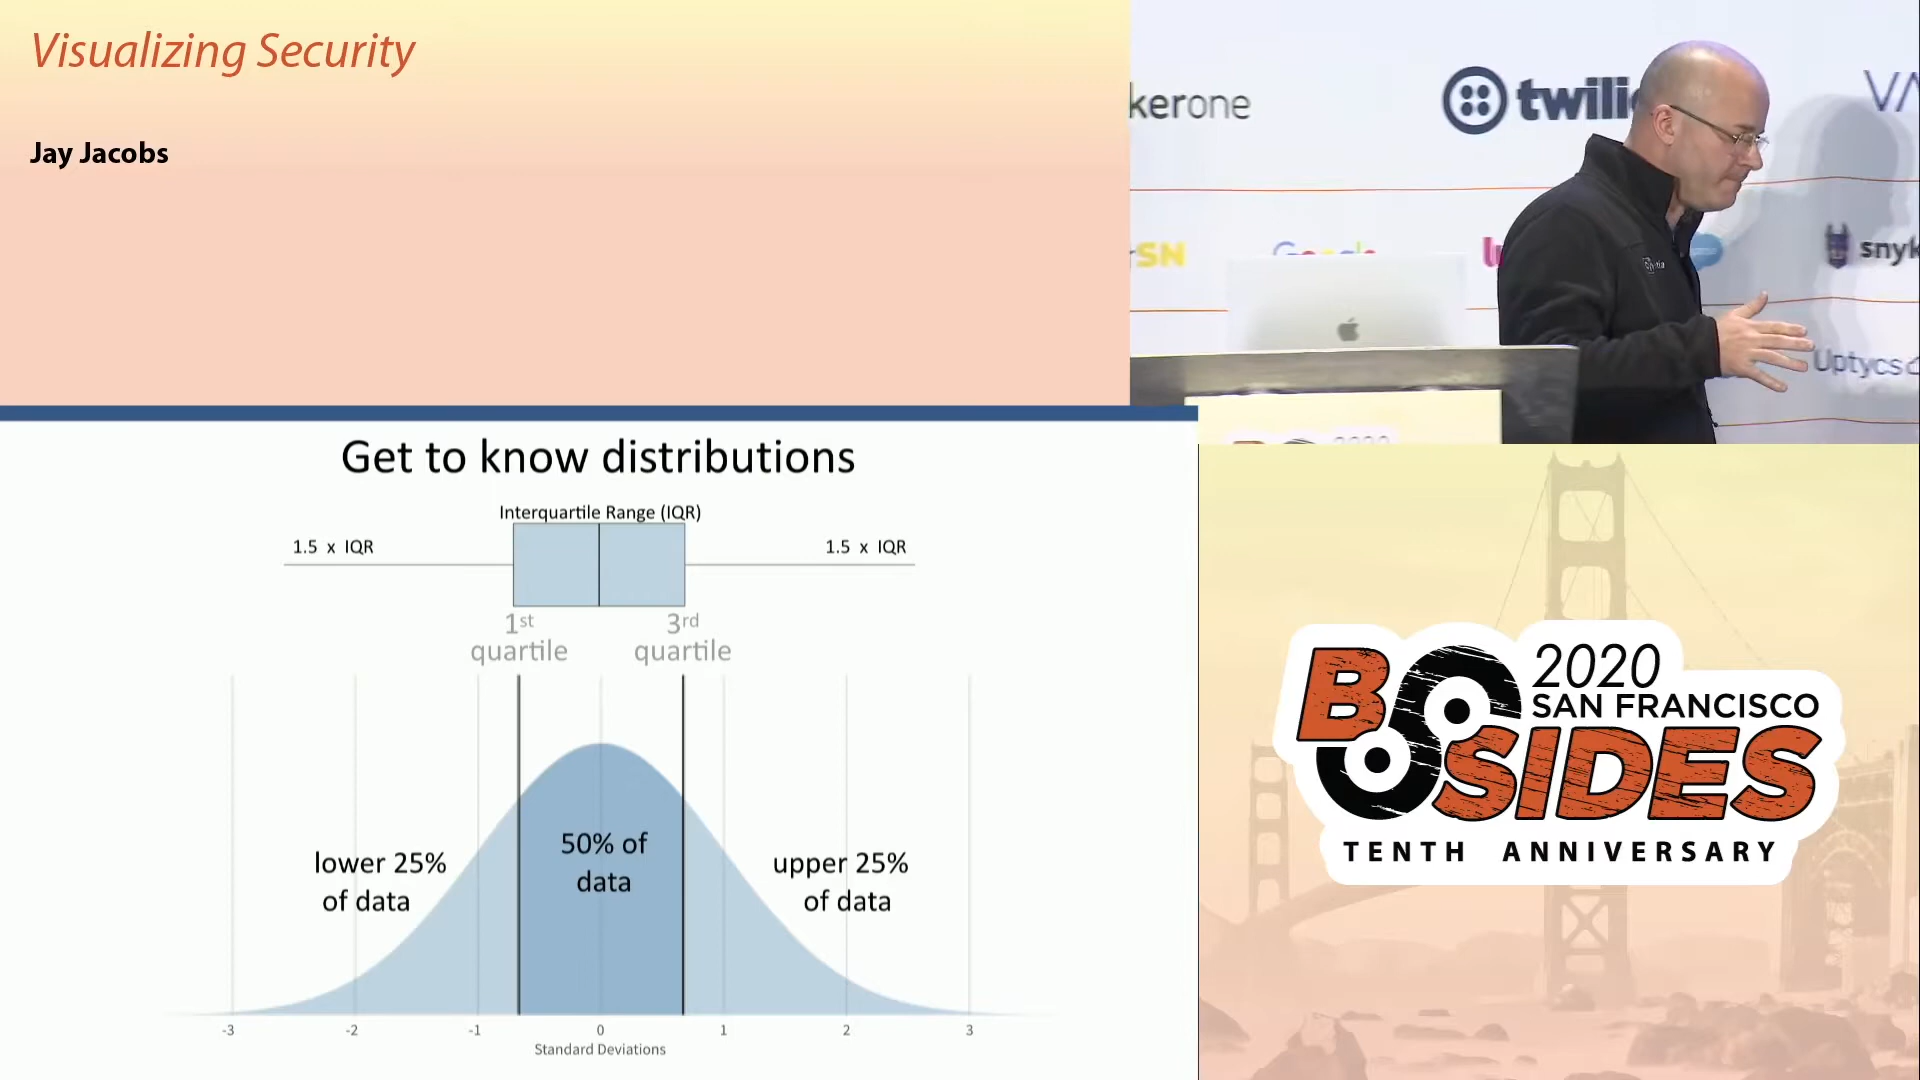 Visualizing Security
Jay Jacobs
kerone
twili
VA
SN
Google
snyk
Uptycs
Get to know distributions
Interquartile Range (IQR)
1.5 x IQR
1.5 x IQR
1st
quartile
3rd
quartile
50% of
data
lower 25%
of data
upper 25%
of data
-3 -2 -1 0 1 2 3
Standard Deviations
2020
SAN FRANCISCO
BSIDES
TENTH ANNIVERSARY